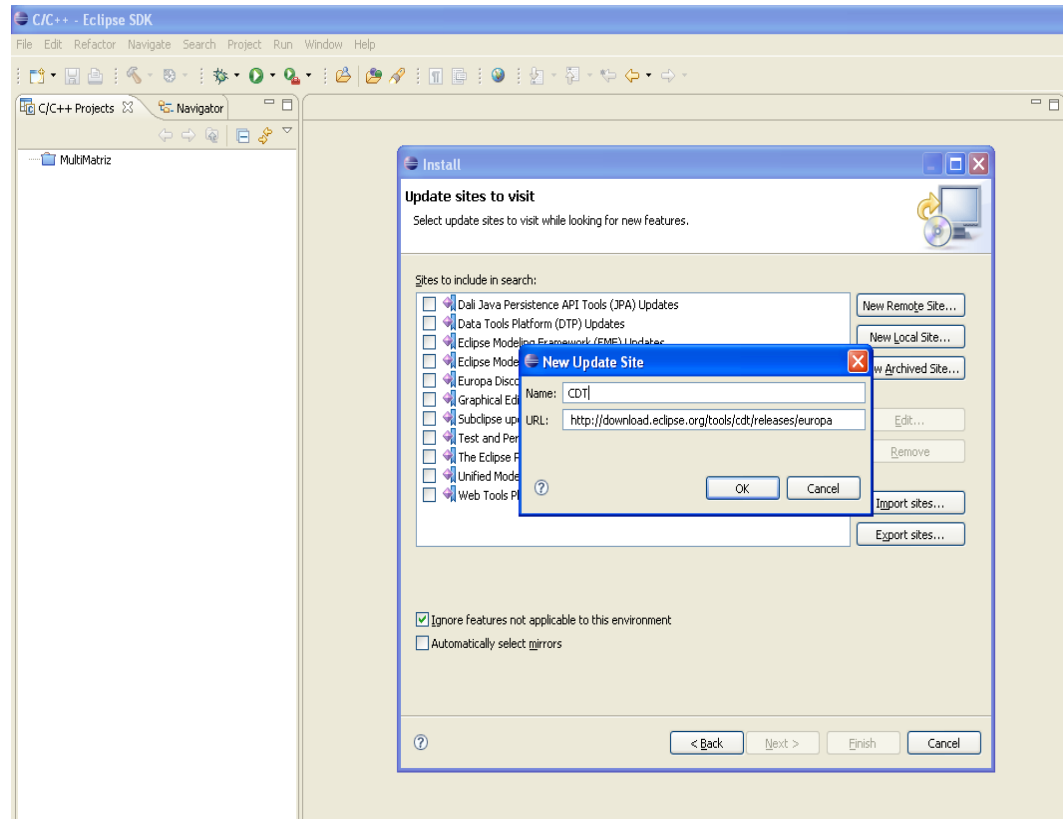 C/C++ - Eclipse SDK
File Edit Refactor Navigate Search Project Run Window Help
C/C++ Projects Navigator
MultiMatriz
Install
Update sites to visit
Select update sites to visit while looking for new features.
Sites to include in search:
Dali Java Persistence API Tools (JPA) Updates
Data Tools Platform (DTP) Updates
Eclipse Modeling Framework (EMF) Updates
Eclipse Mode
Europa Disco
Graphical Edi
Subclipse up
Test and Per
The Eclipse
Unified Mode
Web Tools Pl
New Remote Site...
New Local Site...
w Archived Site...
Edit...
Remove
Import sites...
Export sites...
New Update Site
Name: CDT
URL: http://download.eclipse.org/tools/cdt/releases/europa
OK Cancel
Ignore features not applicable to this environment
Automatically select mirrors
< Back Next > Finish Cancel